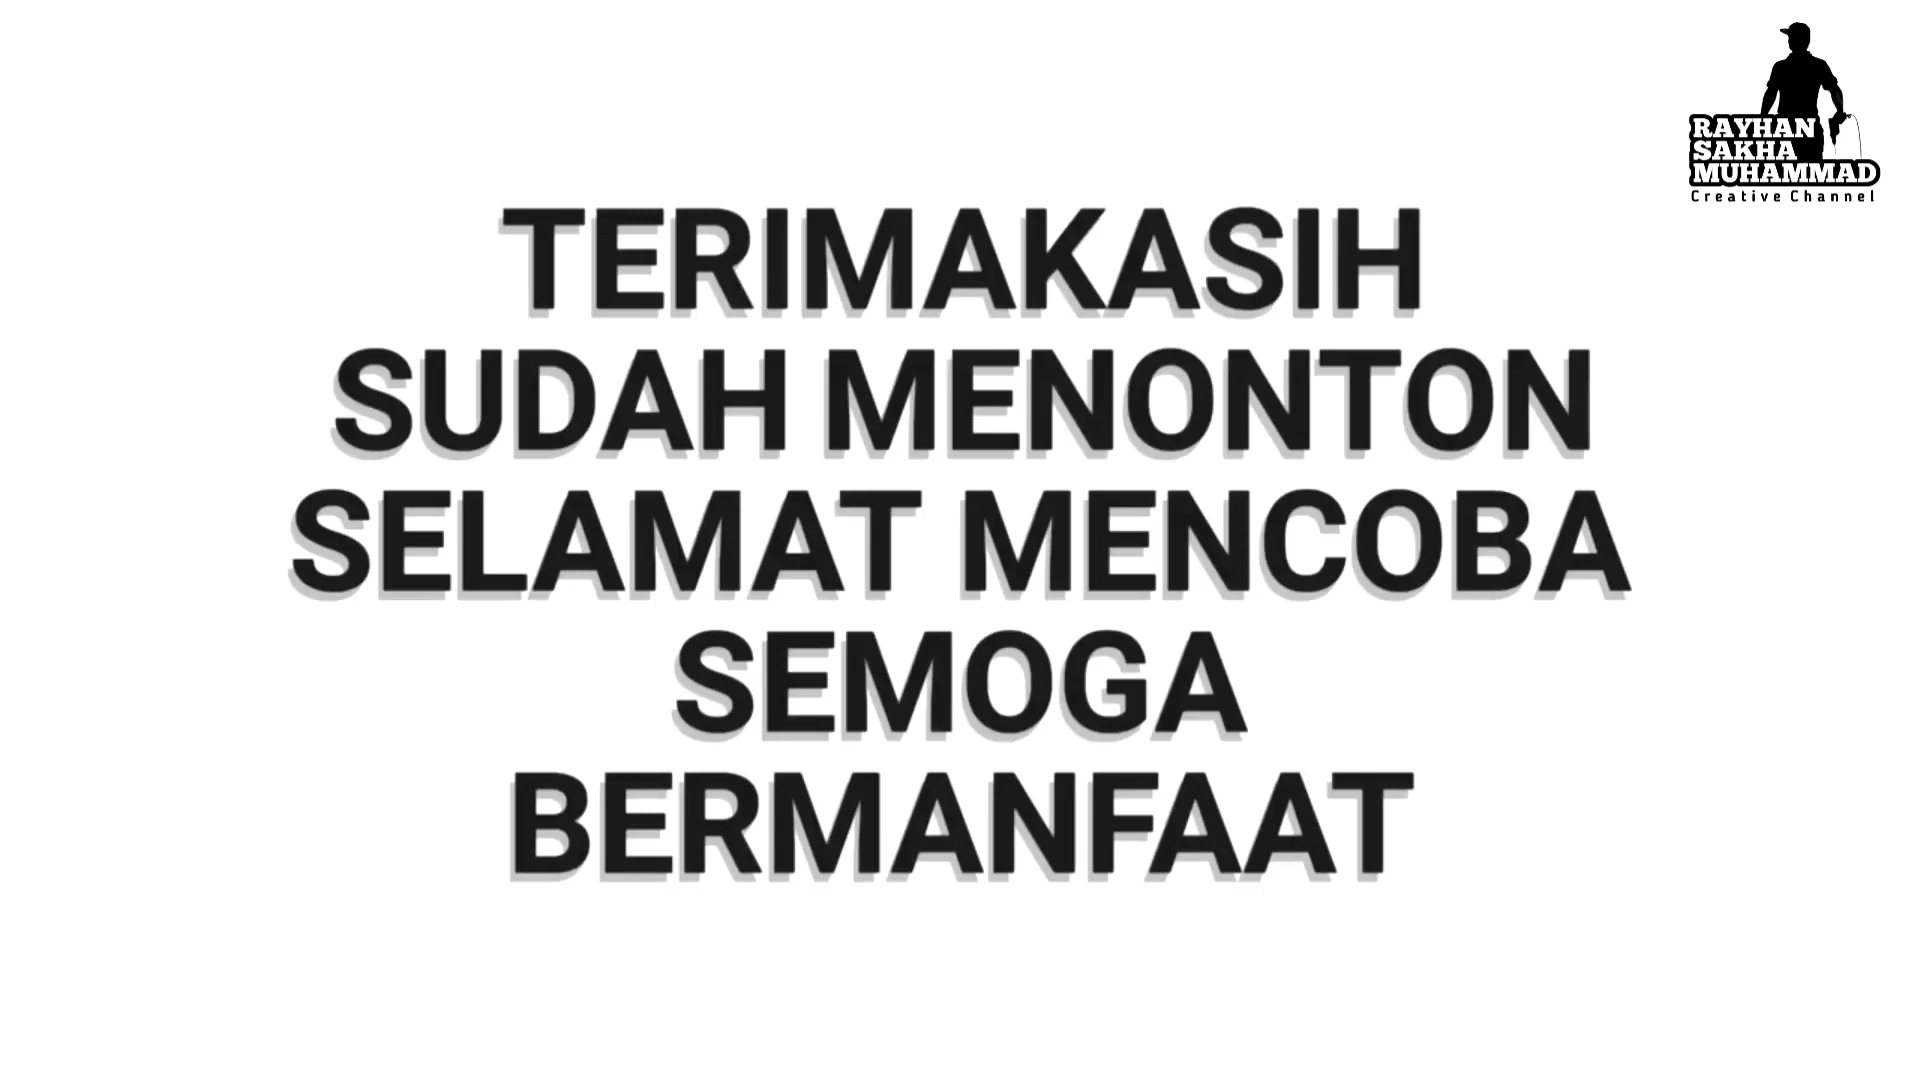 RAYHAN
SAKHA
MUHAMMAD
Creative Channel
TERIMAKASIH
SUDAH MENONTON
SELAMAT MENCOBA
SEMOGA
BERMANFAAT